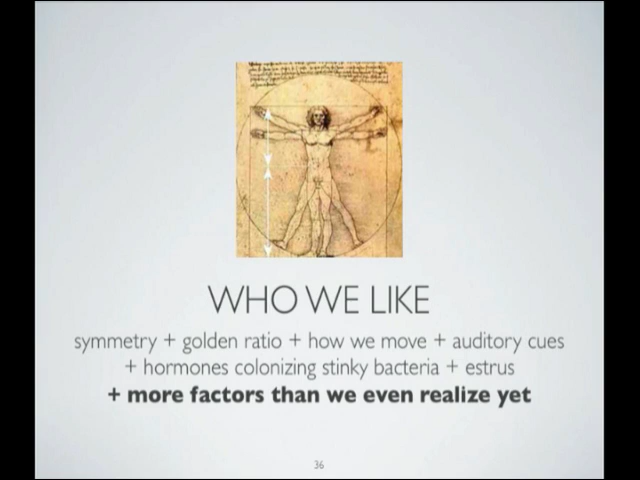 WHO WE LIKE
symmetry + golden ratio + how we move + auditory cues
+ hormones colonizing stinky bacteria + estrus
+ more factors than we even realize yet
36